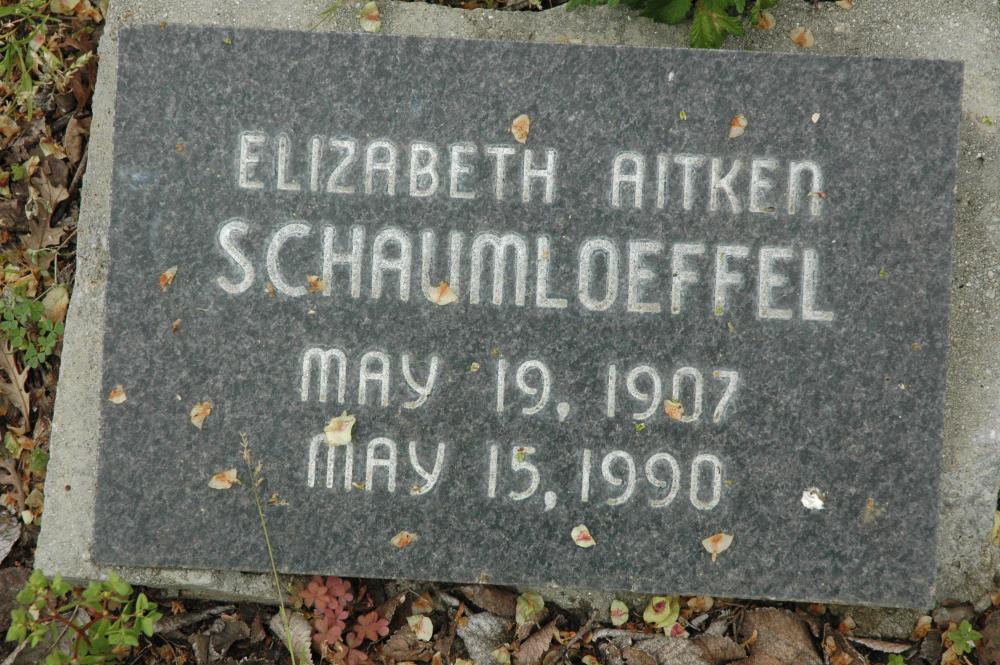 ELIZABETH AITKEN
SCHAUMLOEFFEL
MAY 19, 1907
MAY 15, 1990